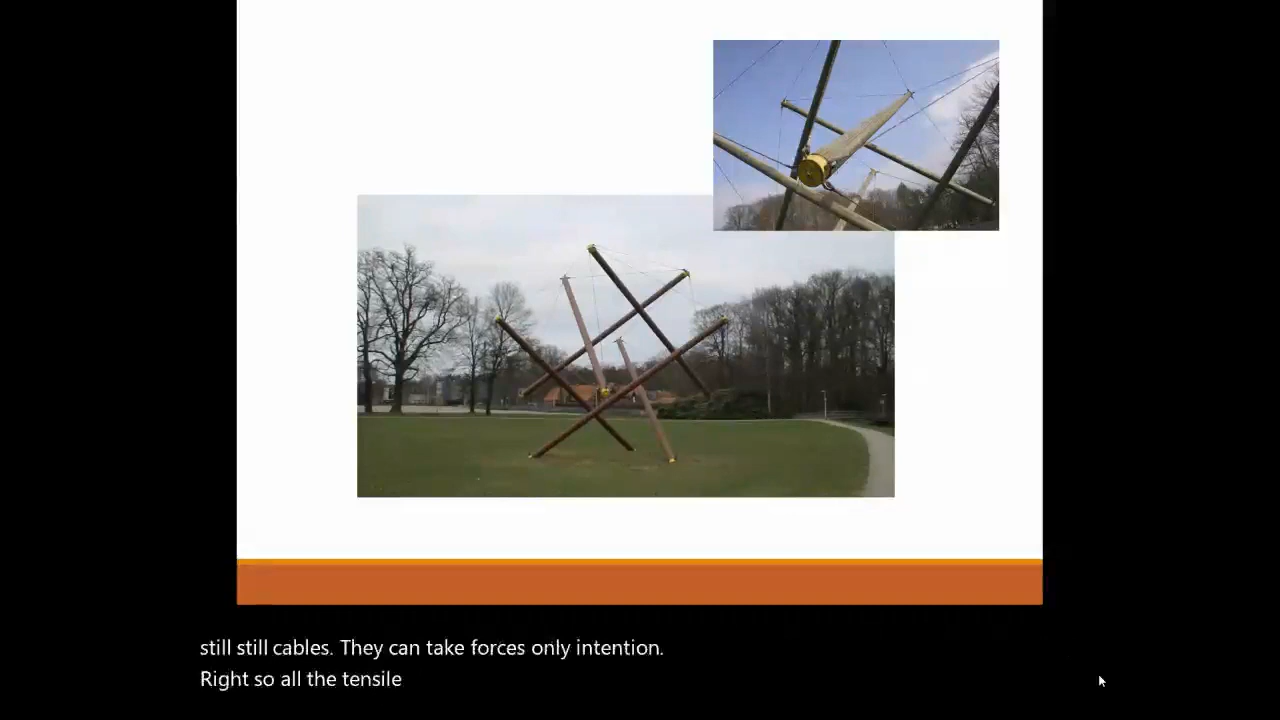 still still cables. They can take forces only intention.
Right so all the tensile